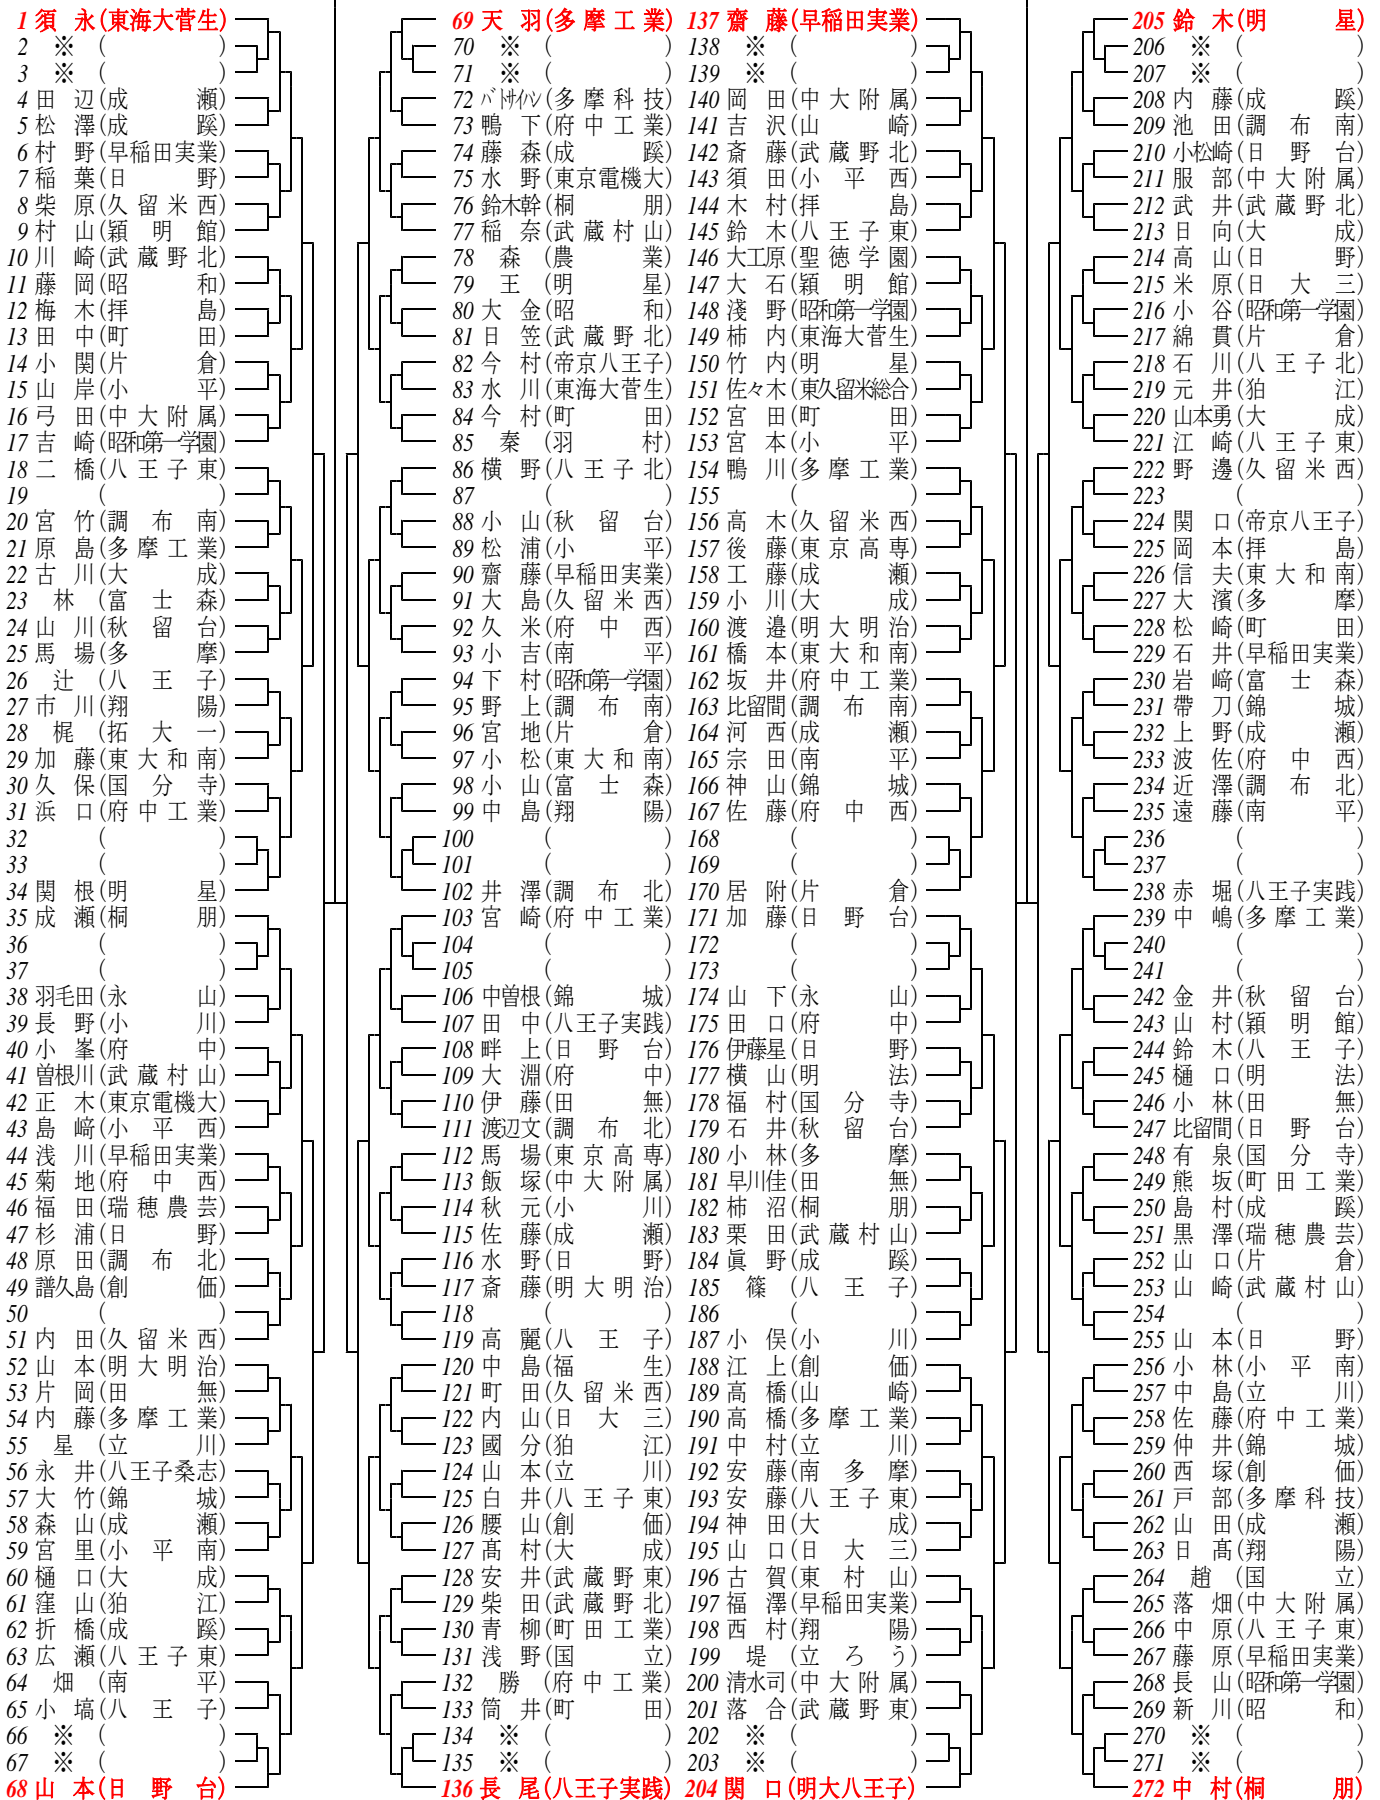 1 須永(東海大菅生)
2 ※ ( )
3 ※ ( )
4 田辺(成瀬)
5 松澤(成蹊)
6 村野(早稲田実業)
7 稲葉(日野)
8 柴原(久留米西)
9 村山(穎明館)
10 川崎(武蔵野北)
11 藤岡(昭和)
12 梅木(拝島)
13 田中(町田)
14 小関(片倉)
15 山岸(小平)
16 弓田(中大附属)
17 吉崎(昭和第一学園)
18 二橋(八王子東)
19 ( )
20 宮竹(調布南)
21 原島(多摩工業)
22 古川(大成)
23 林(富士森)
24 山川(秋留台)
25 馬場(多摩)
26 辻(八王子)
27 市川(翔陽)
28 梶(拓大一)
29 加藤(東大和南)
30 久保(国分寺)
31 浜口(府中工業)
32 ( )
33 ( )
34 関根(明星)
35 成瀬(桐朋)
36 ( )
37 ( )
38 羽毛田(永山)
39 長野(小川)
40 小峯(府中)
41 曽根川(武蔵村山)
42 正木(東京電機大)
43 島﨑(小平西)
44 浅川(早稲田実業)
45 菊地(府中西)
46 福田(瑞穂農芸)
47 杉浦(日野)
48 原田(調布北)
49 譜久島(創価)
50 ( )
51 内田(久留米西)
52 山本(明大明治)
53 片岡(田無)
54 内藤(多摩工業)
55 星(立川)
56 永井(八王子桑志)
57 大竹(錦城)
58 森山(成瀬)
59 宮里(小平南)
60 樋口(大成)
61 窪山(狛江)
62 折橋(成蹊)
63 広瀬(八王子東)
64 畑(南平)
65 小塙(八王子)
66 ※ ( )
67 ※ ( )
68 山本(日野台)
69 天羽(多摩工業)
70 ※ ( )
71 ※ ( )
72 (多摩科技)
73 鴨下(府中工業)
74 藤森(成蹊)
75 水野(東京電機大)
76 鈴木幹(桐朋)
77 稲奈(武蔵村山)
78 森(農業)
79 王(明星)
80 大金(昭和)
81 日笠(武蔵野北)
82 今村(帝京八王子)
83 水川(東海大菅生)
84 今村(町田)
85 秦(羽村)
86 横野(八王子北)
87 ( )
88 小山(秋留台)
89 松浦(小平)
90 齋藤(早稲田実業)
91 大島(久留米西)
92 久米(府中西)
93 小吉(南平)
94 下村(昭和第一学園)
95 野上(調布南)
96 宮地(片倉)
97 小松(東大和南)
98 小山(富士森)
99 中島(翔陽)
100 ( )
101 ( )
102 井澤(調布北)
103 宮崎(府中工業)
104 ( )
105 ( )
106 中曽根(錦城)
107 田中(八王子実践)
108 畔上(日野台)
109 大淵(府中)
110 伊藤(田無)
111 渡辺文(調布北)
112 馬場(東京高専)
113 飯塚(中大附属)
114 秋元(小川)
115 佐藤(成瀬)
116 水野(日野)
117 斎藤(明大明治)
118 ( )
119 高麗(八王子)
120 中島(福生)
121 町田(久留米西)
122 内山(日大三)
123 國分(狛江)
124 山本(立川)
125 白井(八王子東)
126 腰山(創価)
127 髙村(大成)
128 安井(武蔵野東)
129 柴田(武蔵野北)
130 青柳(町田工業)
131 浅野(国立)
132 勝(府中工業)
133 筒井(町田)
134 ※ ( )
135 ※ ( )
136 長尾(八王子実践)
137 齋藤(早稲田実業)
138 ※ ( )
139 ※ ( )
140 岡田(中大附属)
141 吉沢(山崎)
142 斎藤(武蔵野北)
143 須田(小平西)
144 木村(拝島)
145 鈴木(八王子東)
146 大工原(聖徳学園)
147 大石(穎明館)
148 淺野(昭和第一学園)
149 柿内(東海大菅生)
150 竹内(明星)
151 佐々木(東久留米総合)
152 宮田(町田)
153 宮本(小平)
154 鴨川(多摩工業)
155 ( )
156 高木(久留米西)
157 後藤(東京高専)
158 工藤(成瀬)
159 小川(大成)
160 渡邉(明大明治)
161 橋本(東大和南)
162 坂井(府中工業)
163 比留間(調布南)
164 河西(成瀬)
165 宗田(南平)
166 神山(錦城)
167 佐藤(府中西)
168 ( )
169 ( )
170 居附(片倉)
171 加藤(日野台)
172 ( )
173 ( )
174 山下(永山)
175 田口(府中)
176 伊藤星(日野)
177 横山(明法)
178 福村(国分寺)
179 石井(秋留台)
180 小林(多摩)
181 早川佳(田無)
182 柿沼(桐朋)
183 栗田(武蔵村山)
184 眞野(成蹊)
185 篠(八王子)
186 ( )
187 小俣(小川)
188 江上(創価)
189 高橋(山崎)
190 高橋(多摩工業)
191 中村(立川)
192 安藤(南多摩)
193 安藤(八王子東)
194 神田(大成)
195 山口(日大三)
196 古賀(東村山)
197 福澤(早稲田実業)
198 西村(翔陽)
199 堤(立ろう)
200 清水司(中大附属)
201 落合(武蔵野東)
202 ※ ( )
203 ※ ( )
204 関口(明大八王子)
205 鈴木(明星)
206 ※ ( )
207 ※ ( )
208 内藤(成蹊)
209 池田(調布南)
210 小松崎(日野台)
211 服部(中大附属)
212 武井(武蔵野北)
213 日向(大成)
214 高山(日野)
215 米原(日大三)
216 小谷(昭和第一学園)
217 綿貫(片倉)
218 石川(八王子北)
219 元井(狛江)
220 山本勇(大成)
221 江崎(八王子東)
222 野邊(久留米西)
223 ( )
224 関口(帝京八王子)
225 岡本(拝島)
226 信夫(東大和南)
227 大濱(多摩)
228 松崎(町田)
229 石井(早稲田実業)
230 岩﨑(富士森)
231 帶刀(錦城)
232 上野(成瀬)
233 波佐(府中西)
234 近澤(調布北)
235 遠藤(南平)
236 ( )
237 ( )
238 赤堀(八王子実践)
239 中嶋(多摩工業)
240 ( )
241 ( )
242 金井(秋留台)
243 山村(穎明館)
244 鈴木(八王子)
245 樋口(明法)
246 小林(田無)
247 比留間(日野台)
248 有泉(国分寺)
249 熊坂(町田工業)
250 島村(成蹊)
251 黒澤(瑞穂農芸)
252 山口(片倉)
253 山崎(武蔵村山)
254 ( )
255 山本(日野)
256 小林(小平南)
257 中島(立川)
258 佐藤(府中工業)
259 仲井(錦城)
260 西塚(創価)
261 戸部(多摩科技)
262 山田(成瀬)
263 日髙(翔陽)
264 趙(国立)
265 落畑(中大附属)
266 中原(八王子東)
267 藤原(早稲田実業)
268 長山(昭和第一学園)
269 新川(昭和)
270 ※ ( )
271 ※ ( )
272 中村(桐朋)